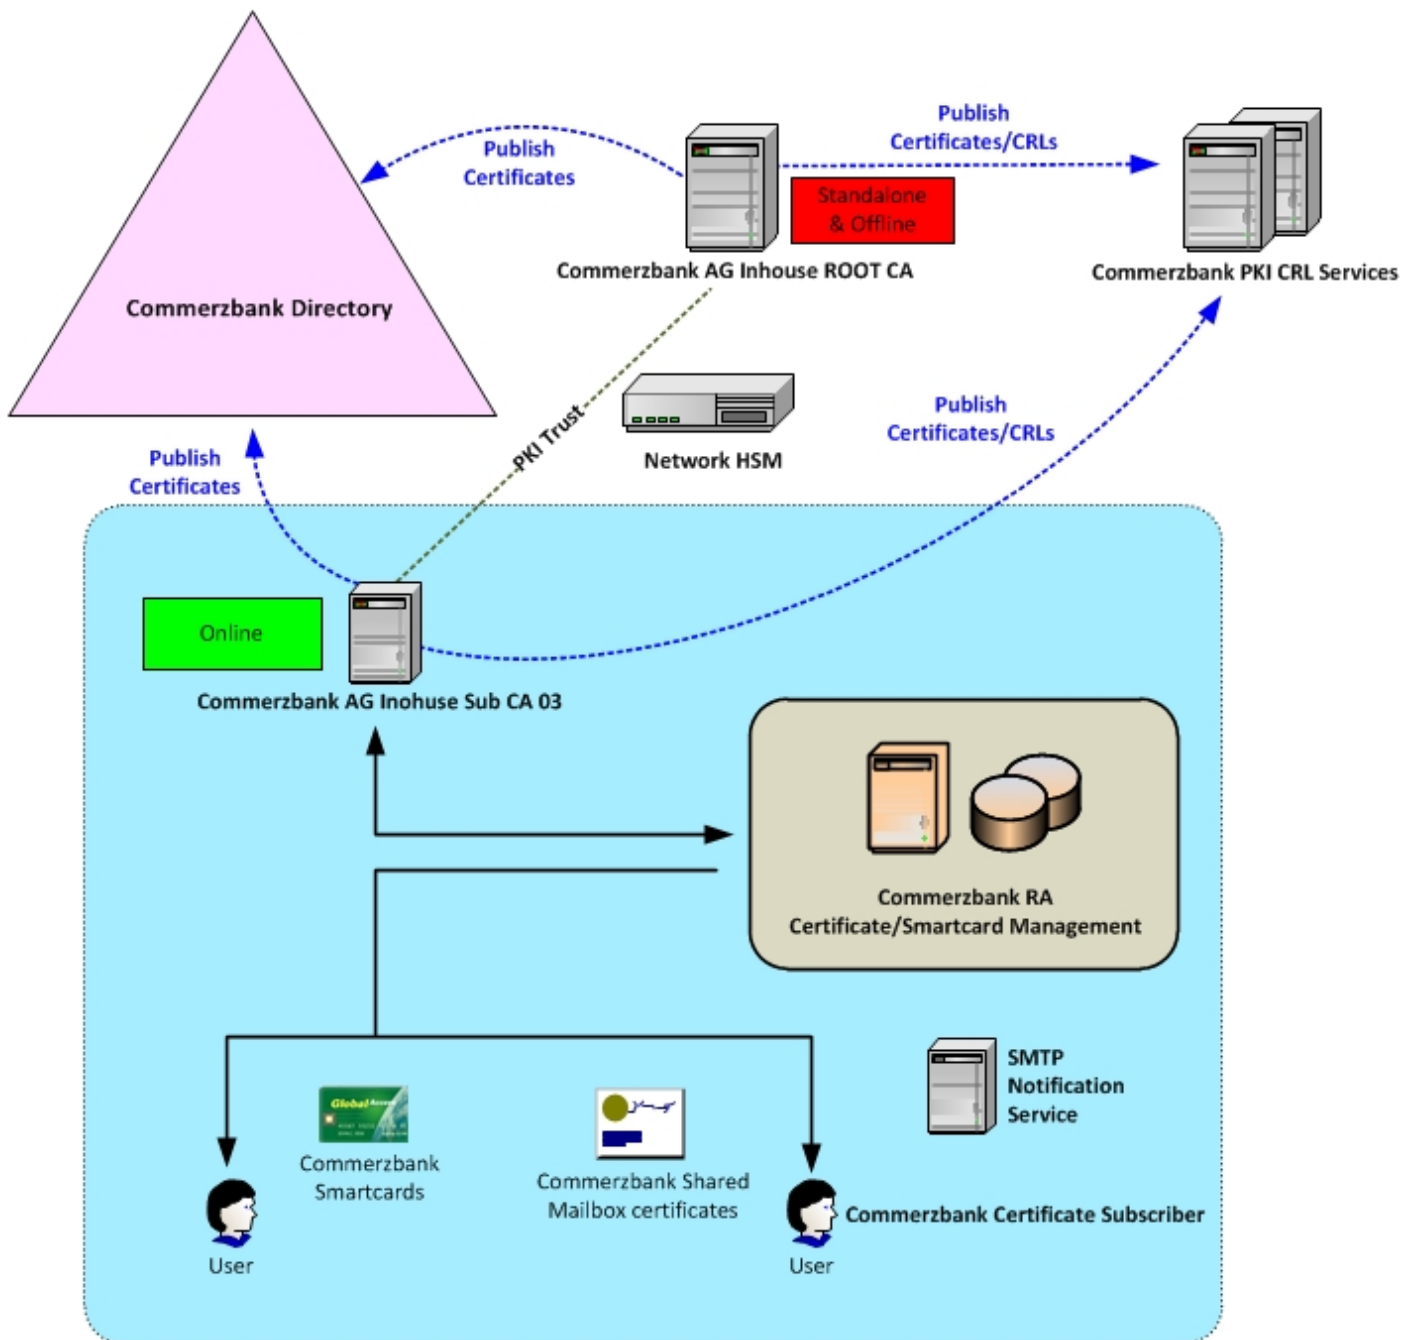 Publish
Certificates/CRLs
Publish
Certificates
Standalone
& Offline
Commerzbank AG Inhouse ROOT CA
Commerzbank PKI CRL Services
Commerzbank Directory
PKI Trust
Network HSM
Publish
Certificates/CRLs
Publish
Certificates
Online
Commerzbank AG Inohuse Sub CA 03
Commerzbank RA
Certificate/Smartcard Management
SMTP
Notification
Service
Global
Commerzbank
Smartcards
Commerzbank Shared
Mailbox certificates
Commerzbank Certificate Subscriber
User
User